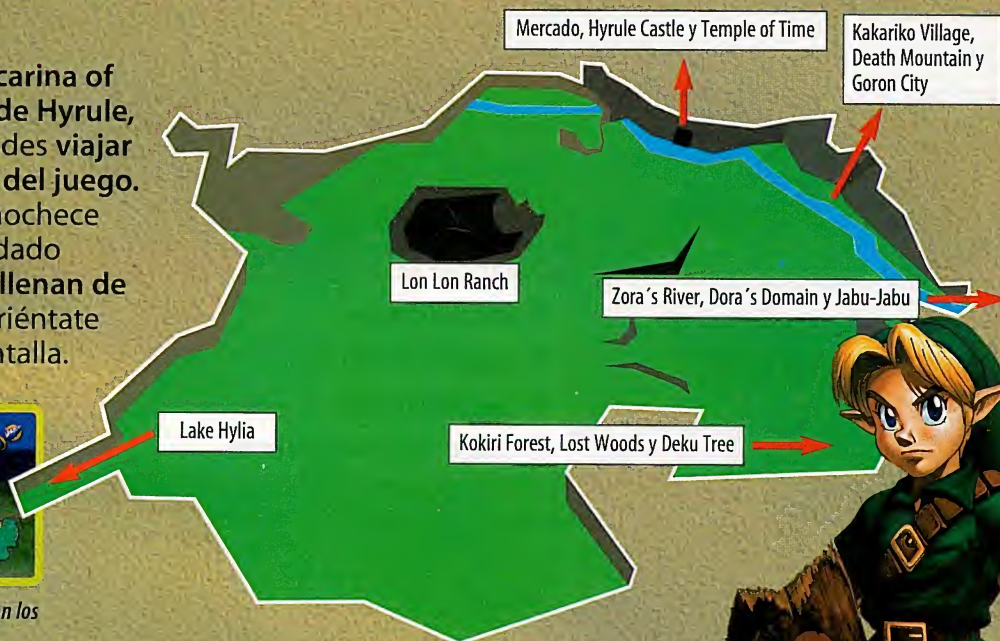 carina of
de Hyrule,
des viajar
del juego.
nochece
dado
llenan de
riéntate
ntalla.
n los
Mercado, Hyrule Castle y Temple of Time
Kakariko Village,
Death Mountain y
Goron City
Lon Lon Ranch
Zora´s River, Dora´s Domain y Jabu-Jabu
Lake Hylia
Kokiri Forest, Lost Woods y Deku Tree